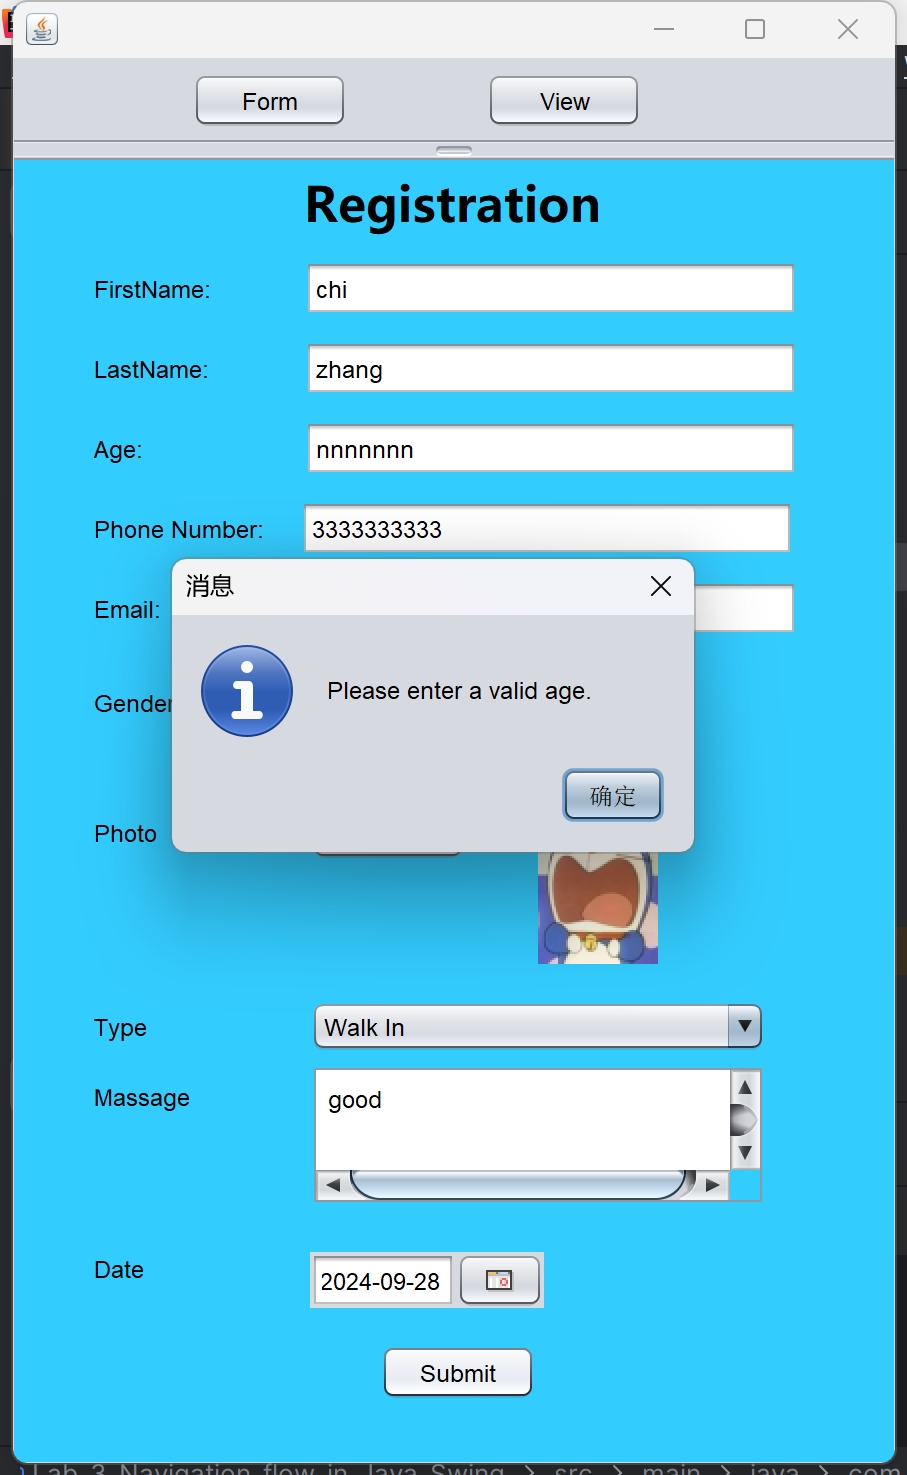 Form
View
Registration
FirstName:
chi
LastName:
zhang
Age:
nnnnnnn
Phone Number:
3333333333
消息
Email:
Please enter a valid age.
Gender
确定
Photo
Type
Walk In
Massage
good
Date
2024-09-28
Submit
Lab 3 Navigation flow in Java Swing > src > main > java > com